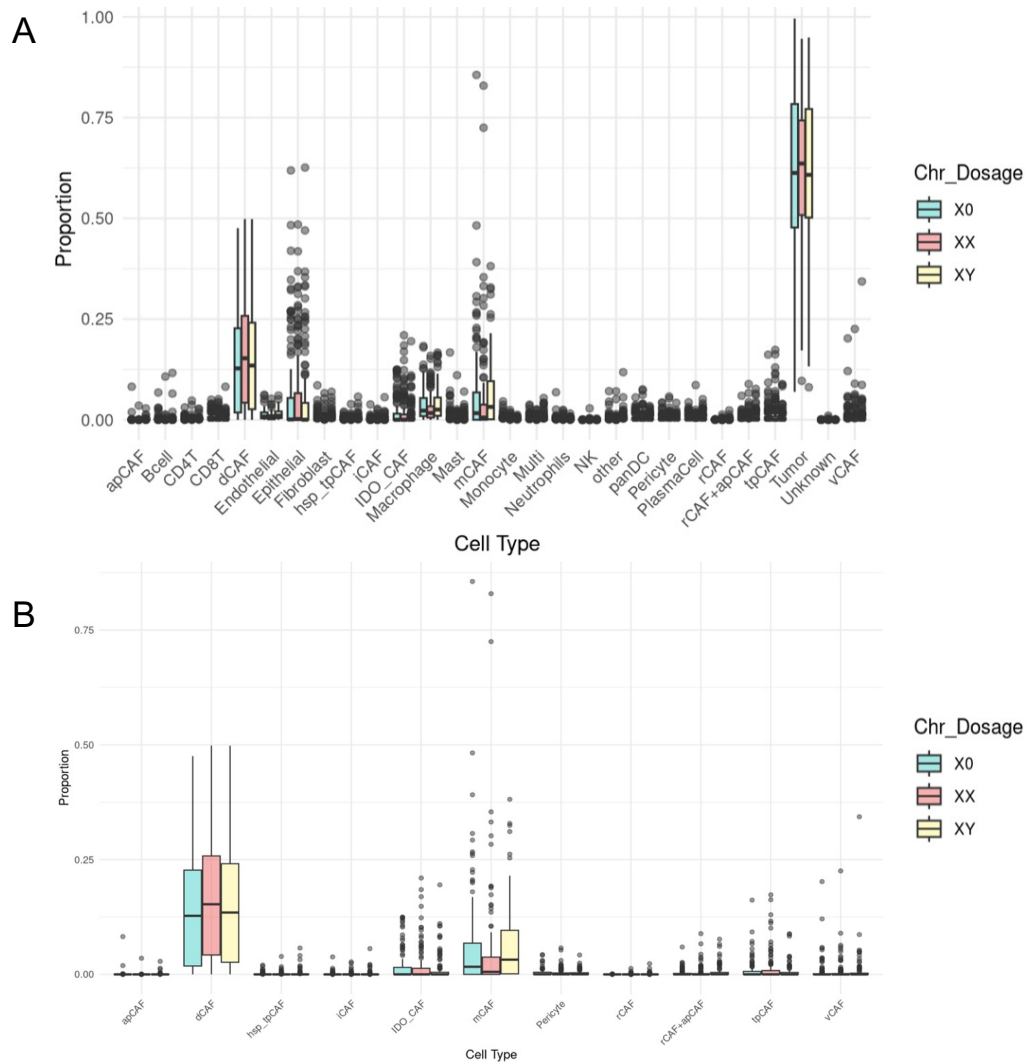 A
1.00
0.75
0.50
0.25
0.00
Proportion
apCAF
Bcell
CD4T
CD8T
dCAF
Endothelial
Epithelial
Fibroblast
hsp_tpCAF
iCAF
IDO_CAF
Macrophage
Mast
mCAF
Monocyte
Multi
Neutrophils
NK
other
panDC
Pericyte
PlasmaCell
rCAF
rCAF+apCAF
tpCAF
Tumor
Unknown
vCAF
Cell Type
Chr_Dosage
X0
XX
XY
B
0.75
0.50
0.25
0.00
Proportion
apCAF
dCAF
hsp_tpCAF
iCAF
IDO_CAF
mCAF
Pericyte
rCAF
rCAF+apCAF
tpCAF
vCAF
Cell Type
Chr_Dosage
X0
XX
XY